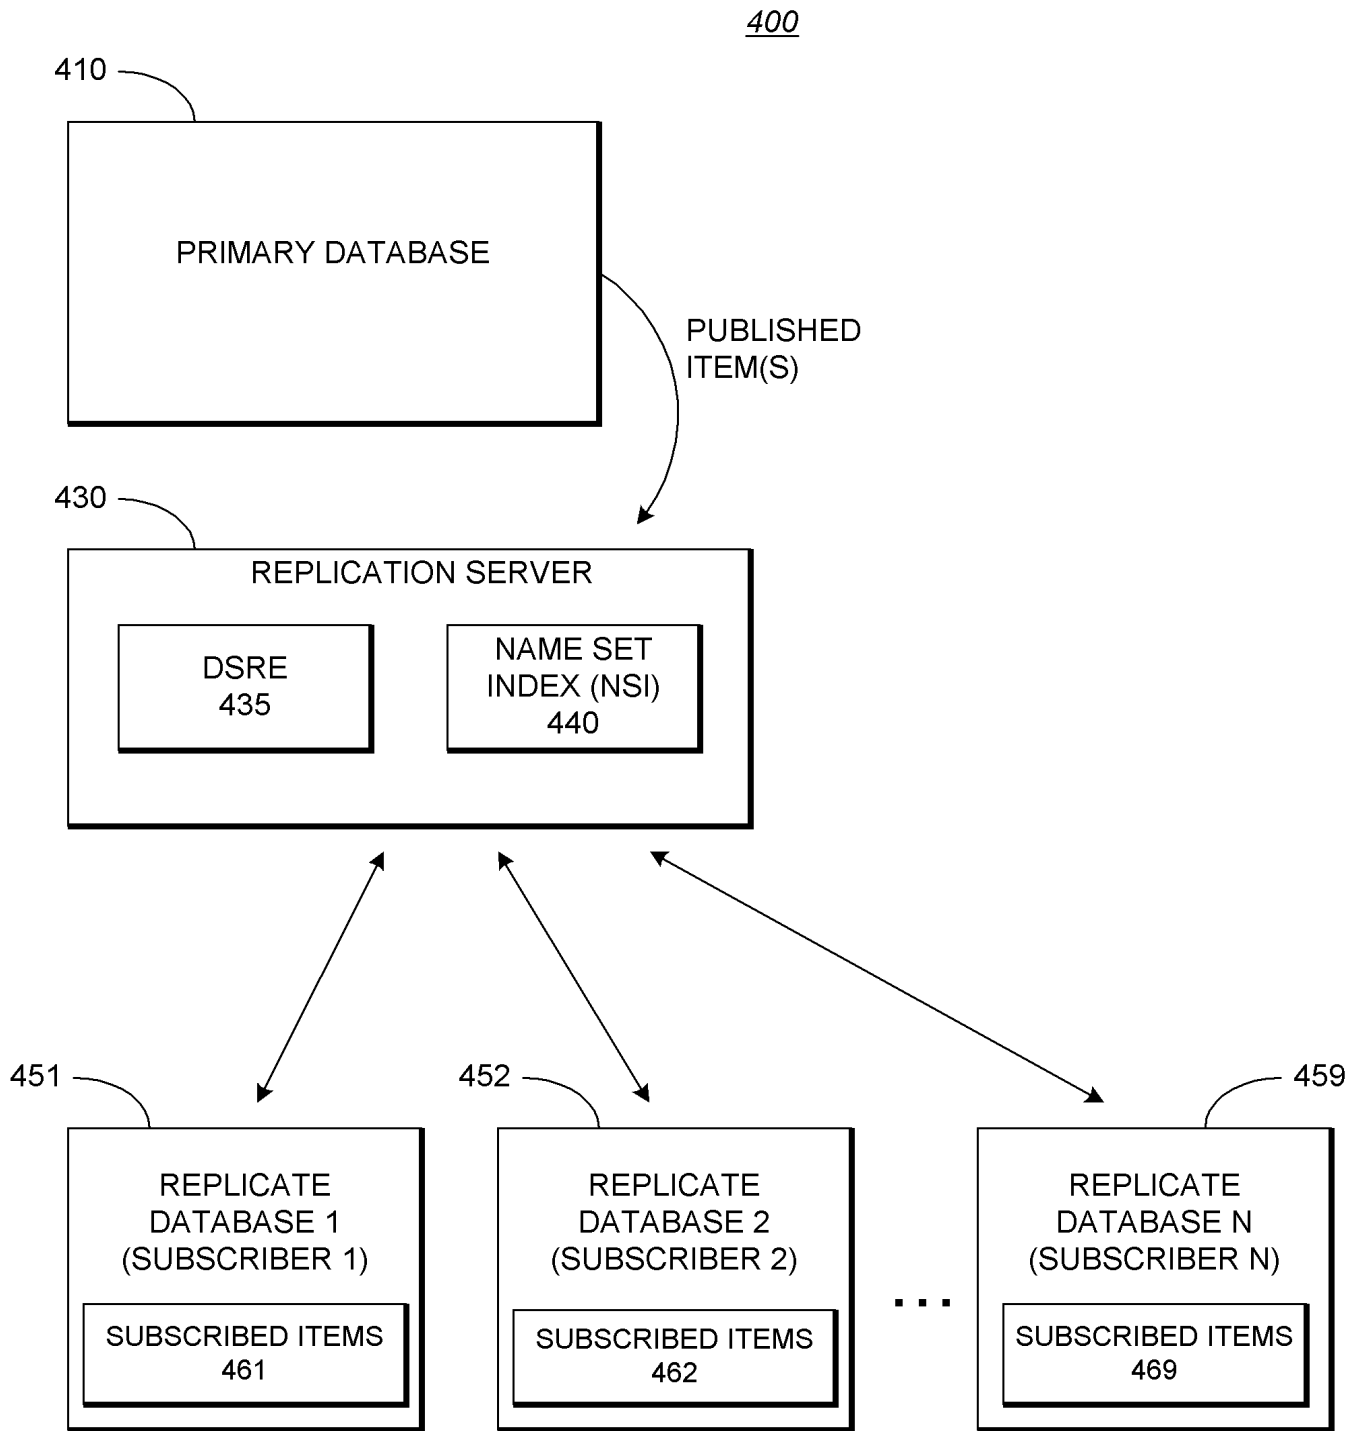 400
410
PRIMARY DATABASE
PUBLISHED
ITEM(S)
430
REPLICATION SERVER
DSRE
435
NAME SET
INDEX (NSI)
440
451
REPLICATE
DATABASE 1
(SUBSCRIBER 1)
SUBSCRIBED ITEMS
461
452
REPLICATE
DATABASE 2
(SUBSCRIBER 2)
SUBSCRIBED ITEMS
462
...
459
REPLICATE
DATABASE N
(SUBSCRIBER N)
SUBSCRIBED ITEMS
469